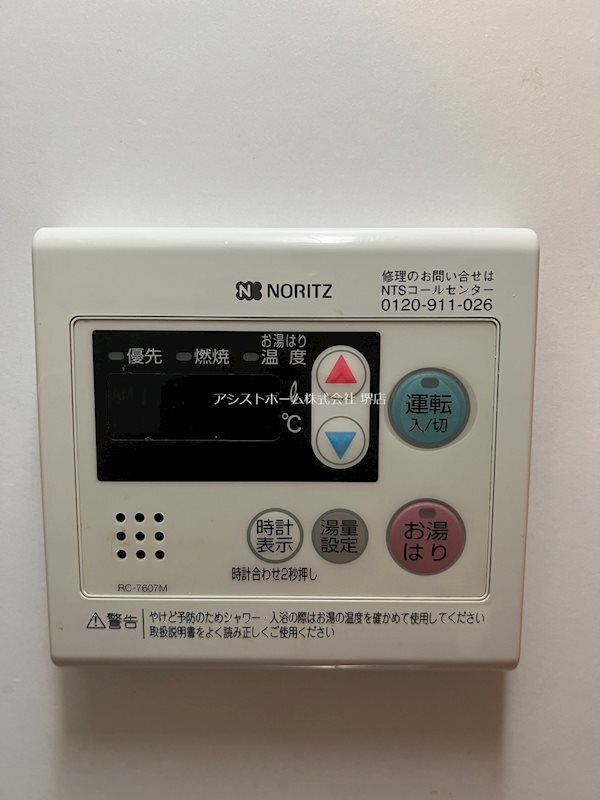 NORITZ
修理のお問い合せは
NTSコールセンター
0120-911-026
優先 燃焼 お湯はり
温度
アシストホーム株式会社 堺店
ℓ
℃
運転
入/切
時計
表示
湯量
設定
お湯
はり
時計合わせ2秒押し
RC-7607M
⚠警告
やけど予防のためシャワー・入浴の際はお湯の温度を確かめて使用してください
取扱説明書をよく読み正しくご使用ください